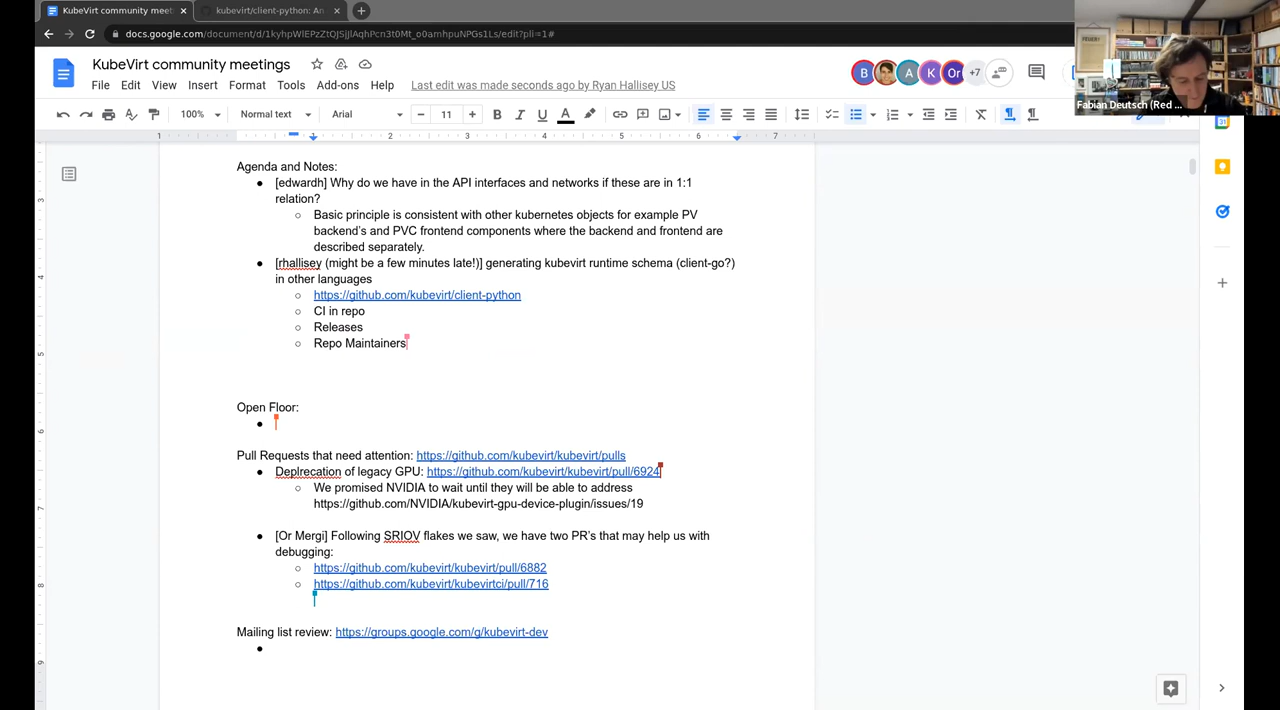 KubeVirt community meet
kubevirt/client-python: An
docs.google.com/document/d/1kyhpWlEPzZtQJSjJlAqhPcn3t0Mt_o0amhpuNPGs1Ls/edit?pli=1#
KubeVirt community meetings
B A K Or +7
File Edit View Insert Format Tools Add-ons Help Last edit was made seconds ago by Ryan Hallisey US
Fabian Deutsch (Red ...
100% Normal text Arial 11 B I U A
1 1 2 3 4 5 6 7
Agenda and Notes:
[edwardh] Why do we have in the API interfaces and networks if these are in 1:1
relation?
Basic principle is consistent with other kubernetes objects for example PV
backend's and PVC frontend components where the backend and frontend are
described separately.
[rhallisey (might be a few minutes late!)] generating kubevirt runtime schema (client-go?)
in other languages
https://github.com/kubevirt/client-python
CI in repo
Releases
Repo Maintainers
Open Floor:
Pull Requests that need attention: https://github.com/kubevirt/kubevirt/pulls
Deplrecation of legacy GPU: https://github.com/kubevirt/kubevirt/pull/6924
We promised NVIDIA to wait until they will be able to address
https://github.com/NVIDIA/kubevirt-gpu-device-plugin/issues/19
[Or Mergi] Following SRIOV flakes we saw, we have two PR's that may help us with
debugging:
https://github.com/kubevirt/kubevirt/pull/6882
https://github.com/kubevirt/kubevirtci/pull/716
Mailing list review: https://groups.google.com/g/kubevirt-dev